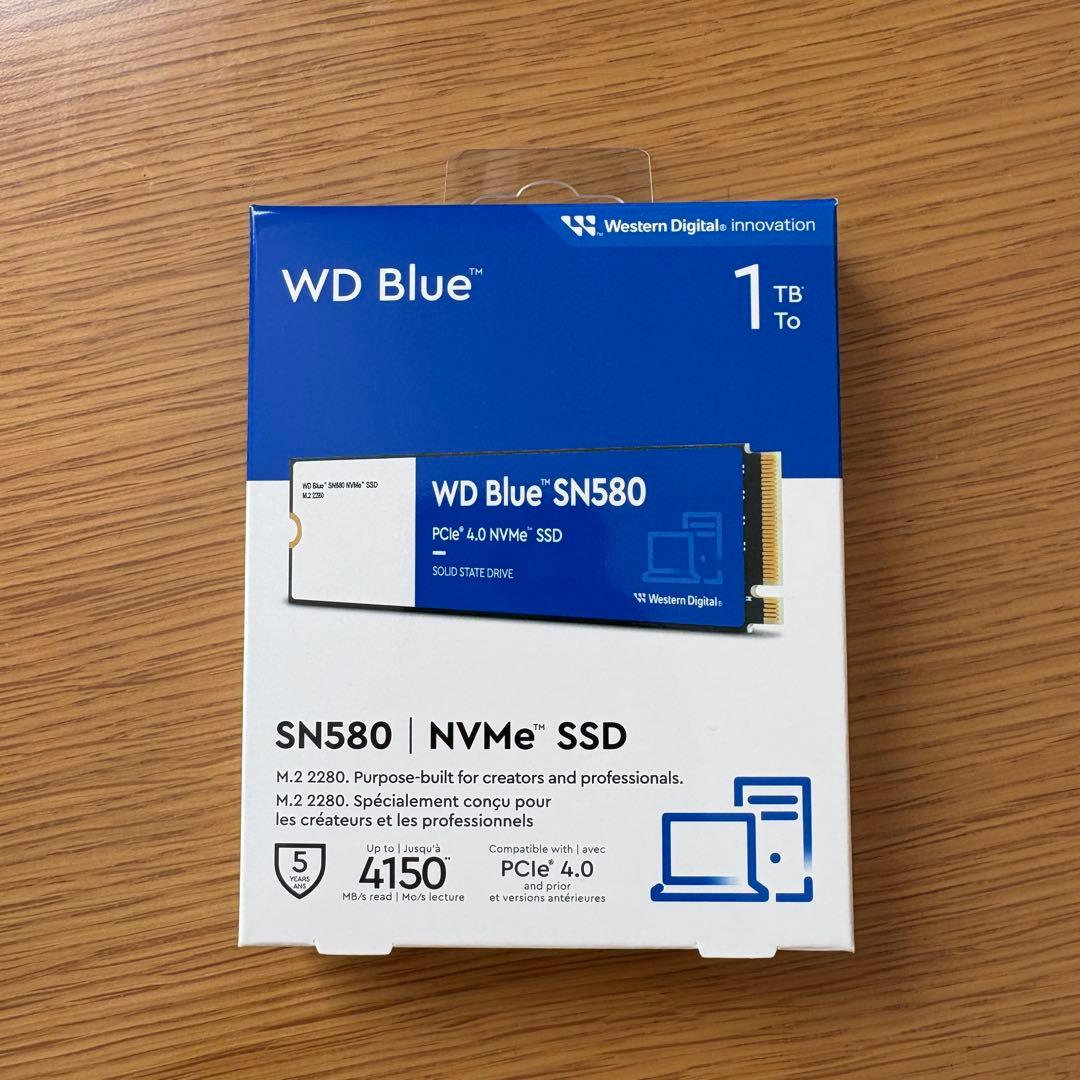 Western Digital® innovation
WD Blue™
1 TB*
To
WD Blue™ SN580 NVMe™ SSD
M.2 2280
WD Blue™ SN580
PCIe® 4.0 NVMe™ SSD
SOLID STATE DRIVE
Western Digital®
SN580 | NVMe™ SSD
M.2 2280. Purpose-built for creators and professionals.
M.2 2280. Spécialement conçu pour
les créateurs et les professionnels
5
YEARS
ANS
Up to | Jusqu'à
4150**
MB/s read | Mo/s lecture
Compatible with | avec
PCIe® 4.0
and prior
et versions antérieures